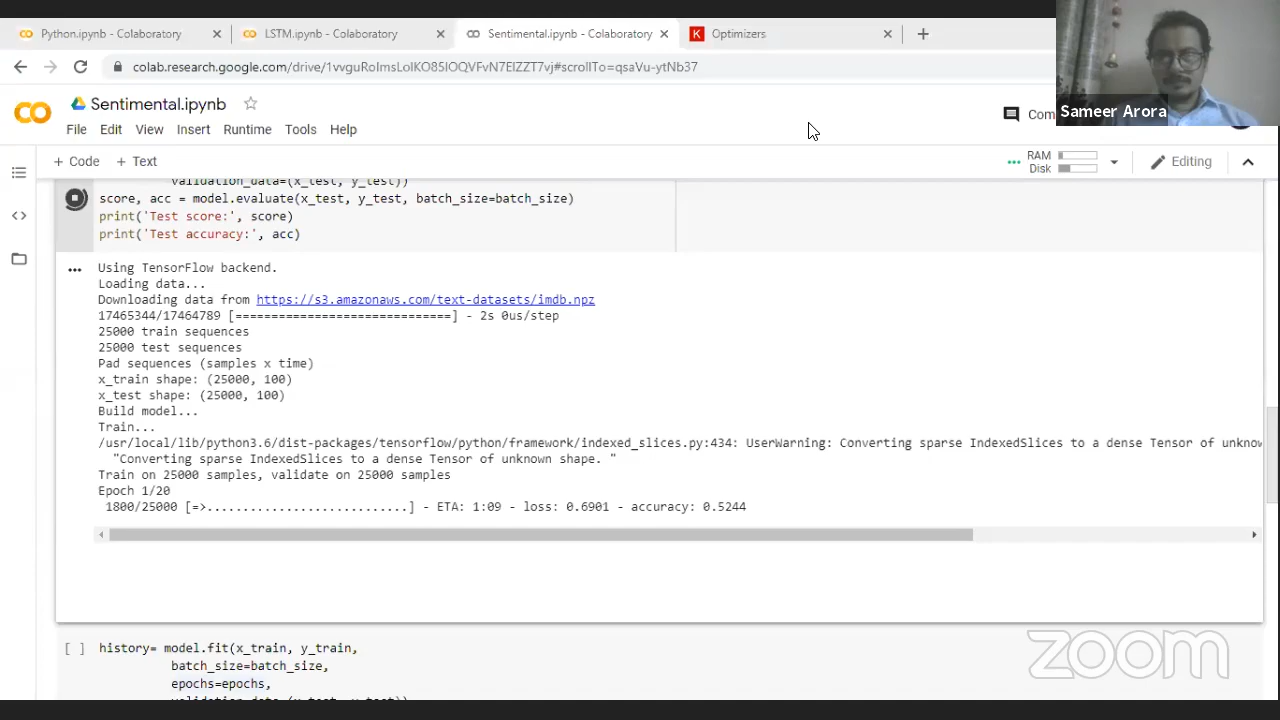 Python.ipynb - Colaboratory
LSTM.ipynb - Colaboratory
Sentimental.ipynb - Colaboratory
K Optimizers
colab.research.google.com/drive/1vvguRolmsLolKO85IOQVFvN7ElZZT7vj#scrollTo=qsaVu-ytNb37
Sameer Arora
CO
Sentimental.ipynb
Com
File Edit View Insert Runtime Tools Help
+ Code + Text
RAM
Disk
Editing
validation_data=(x_test, y_test))
score, acc = model.evaluate(x_test, y_test, batch_size=batch_size)
print('Test score:', score)
print('Test accuracy:', acc)
Using TensorFlow backend.
Loading data...
Downloading data from https://s3.amazonaws.com/text-datasets/imdb.npz
17465344/17464789 [==============================] - 2s 0us/step
25000 train sequences
25000 test sequences
Pad sequences (samples x time)
x_train shape: (25000, 100)
x_test shape: (25000, 100)
Build model...
Train...
/usr/local/lib/python3.6/dist-packages/tensorflow/python/framework/indexed_slices.py:434: UserWarning: Converting sparse IndexedSlices to a dense Tensor of unknow
"Converting sparse IndexedSlices to a dense Tensor of unknown shape. "
Train on 25000 samples, validate on 25000 samples
Epoch 1/20
1800/25000 [=>............................] - ETA: 1:09 - loss: 0.6901 - accuracy: 0.5244
[ ] history= model.fit(x_train, y_train,
batch_size=batch_size,
epochs=epochs,
zoom